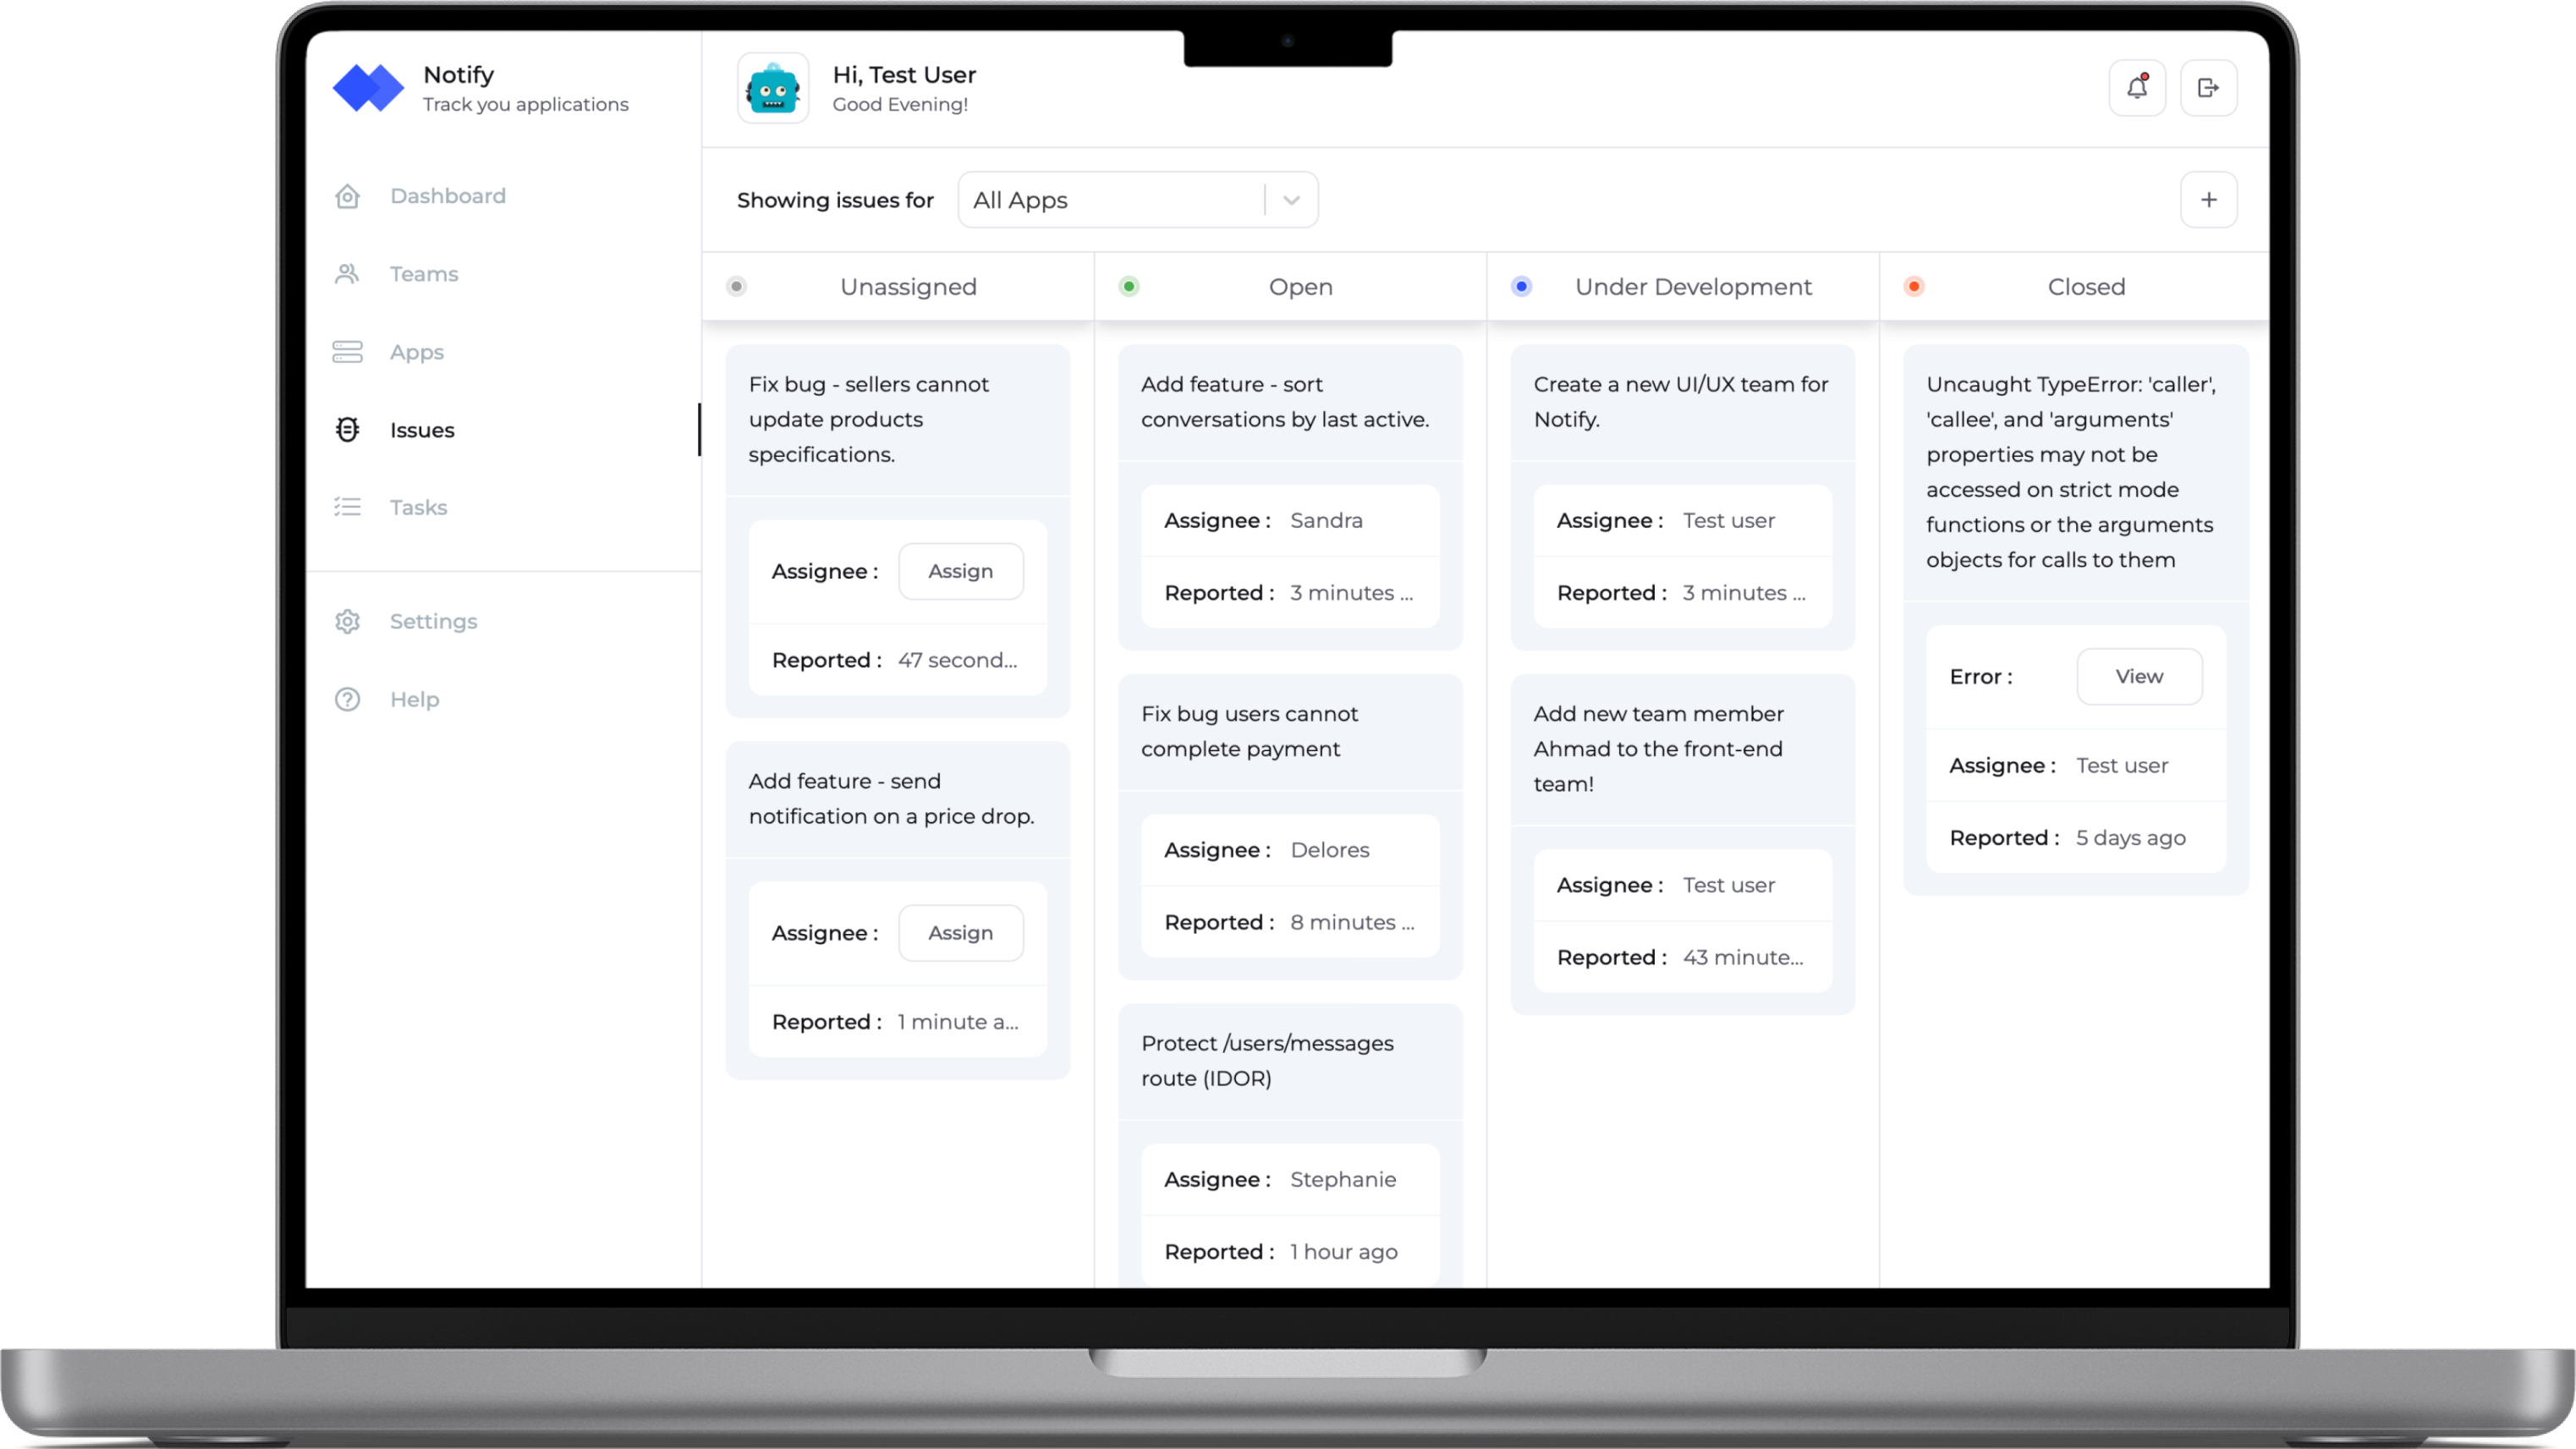 Notify
Track you applications
Dashboard
Teams
Apps
Issues
Tasks
Settings
Help
Hi, Test User
Good Evening!
Showing issues for
All Apps
Unassigned
Fix bug - sellers cannot
update products
specifications.
Assignee : Assign
Reported : 47 second...
Add feature - send
notification on a price drop.
Assignee : Assign
Reported : 1 minute a...
Open
Add feature - sort
conversations by last active.
Assignee : Sandra
Reported : 3 minutes ...
Fix bug users cannot
complete payment
Assignee : Delores
Reported : 8 minutes ...
Protect /users/messages
route (IDOR)
Assignee : Stephanie
Reported : 1 hour ago
Under Development
Create a new UI/UX team for
Notify.
Assignee : Test user
Reported : 3 minutes ...
Add new team member
Ahmad to the front-end
team!
Assignee : Test user
Reported : 43 minute...
Closed
Uncaught TypeError: 'caller',
'callee', and 'arguments'
properties may not be
accessed on strict mode
functions or the arguments
objects for calls to them
Error : View
Assignee : Test user
Reported : 5 days ago